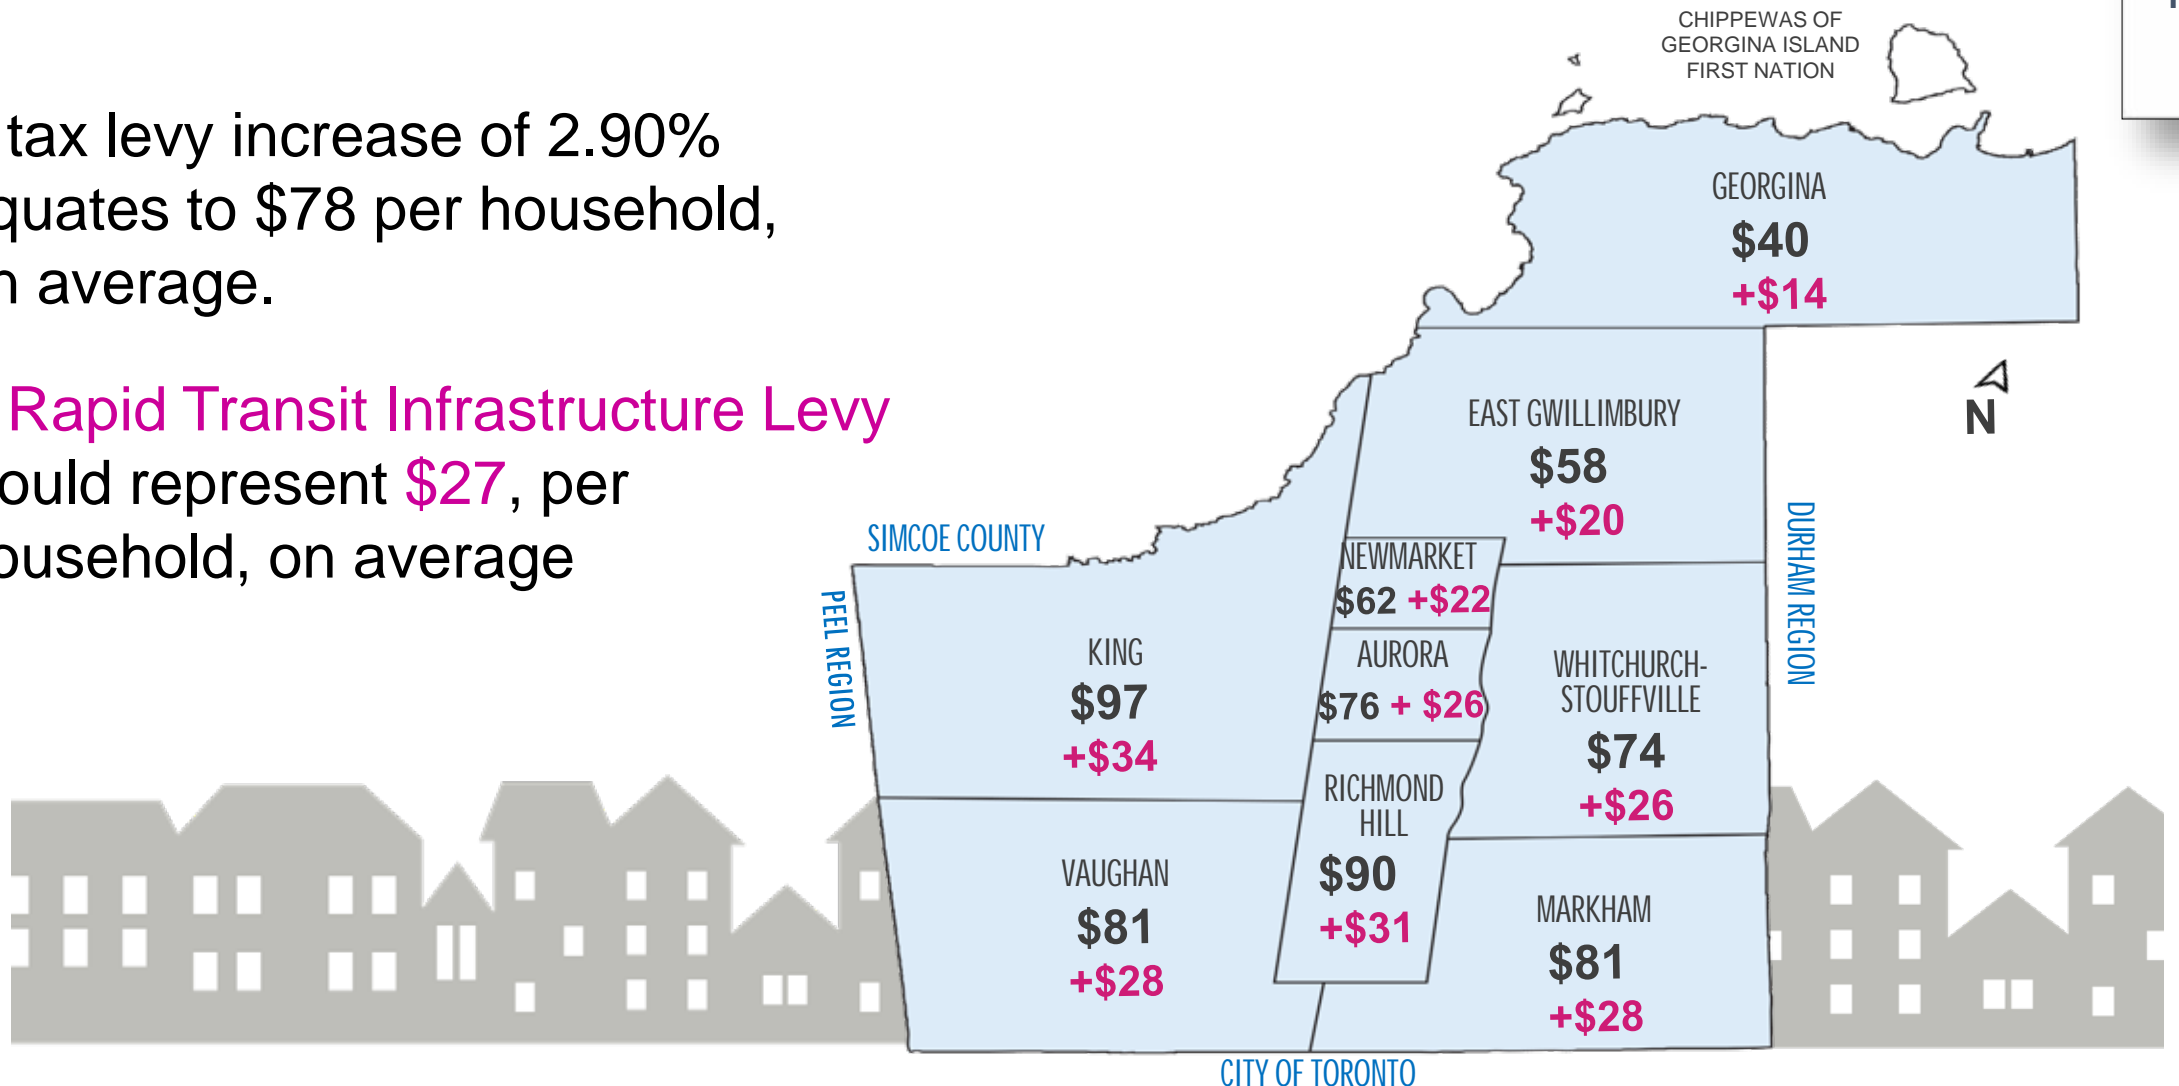 tax levy increase of 2.90%
quates to $78 per household,
average.
Rapid Transit Infrastructure Levy
ould represent $27, per
ousehold, on average
CHIPPEWAS OF
GEORGINA ISLAND
FIRST NATION
GEORGINA
$40
+$14
N
EAST GWILLIMBURY
$58
+$20
SIMCOE COUNTY
NEWMARKET
$62 +$22
DURHAM REGION
PEEL REGION
KING
$97
+$34
AURORA
$76 + $26
WHITCHURCH-
STOUFFVILLE
$74
+$26
RICHMOND
HILL
$90
+$31
VAUGHAN
$81
+$28
MARKHAM
$81
+$28
CITY OF TORONTO